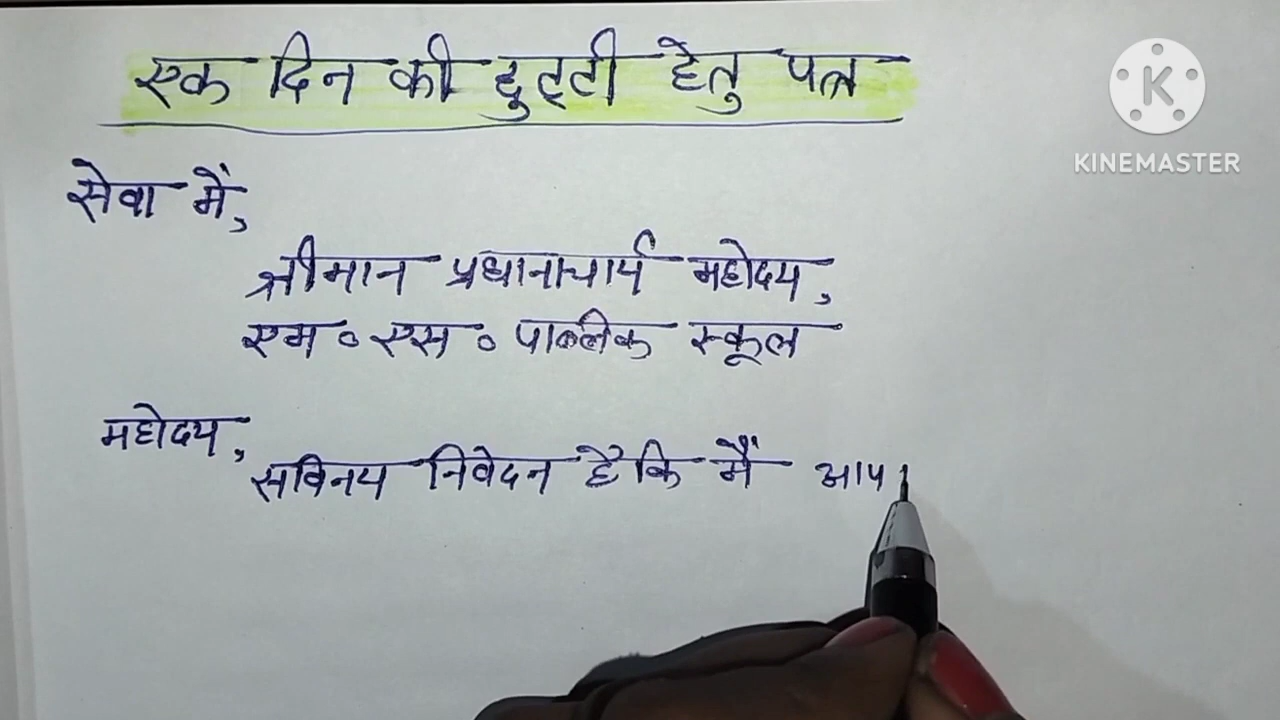 एक दिन की छुट्टी हेतु पत्र
K
KINEMASTER
सेवा में,
श्रीमान प्रधानाचार्य महोदय,
एम० एस० पब्लिक स्कूल
महोदय,
सविनय निवेदन है कि मैं आप